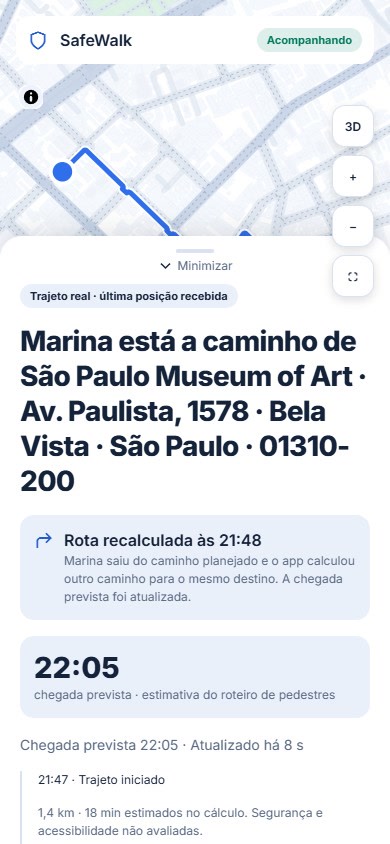 SafeWalk
Acompanhando
3D
+
−
Minimizar
Trajeto real · última posição recebida
Marina está a caminho de
São Paulo Museum of Art ·
Av. Paulista, 1578 · Bela
Vista · São Paulo · 01310-
200
Rota recalculada às 21:48
Marina saiu do caminho planejado e o app calculou
outro caminho para o mesmo destino. A chegada
prevista foi atualizada.
22:05
chegada prevista · estimativa do roteiro de pedestres
Chegada prevista 22:05 · Atualizado há 8 s
21:47 · Trajeto iniciado
1,4 km · 18 min estimados no cálculo. Segurança e
acessibilidade não avaliadas.